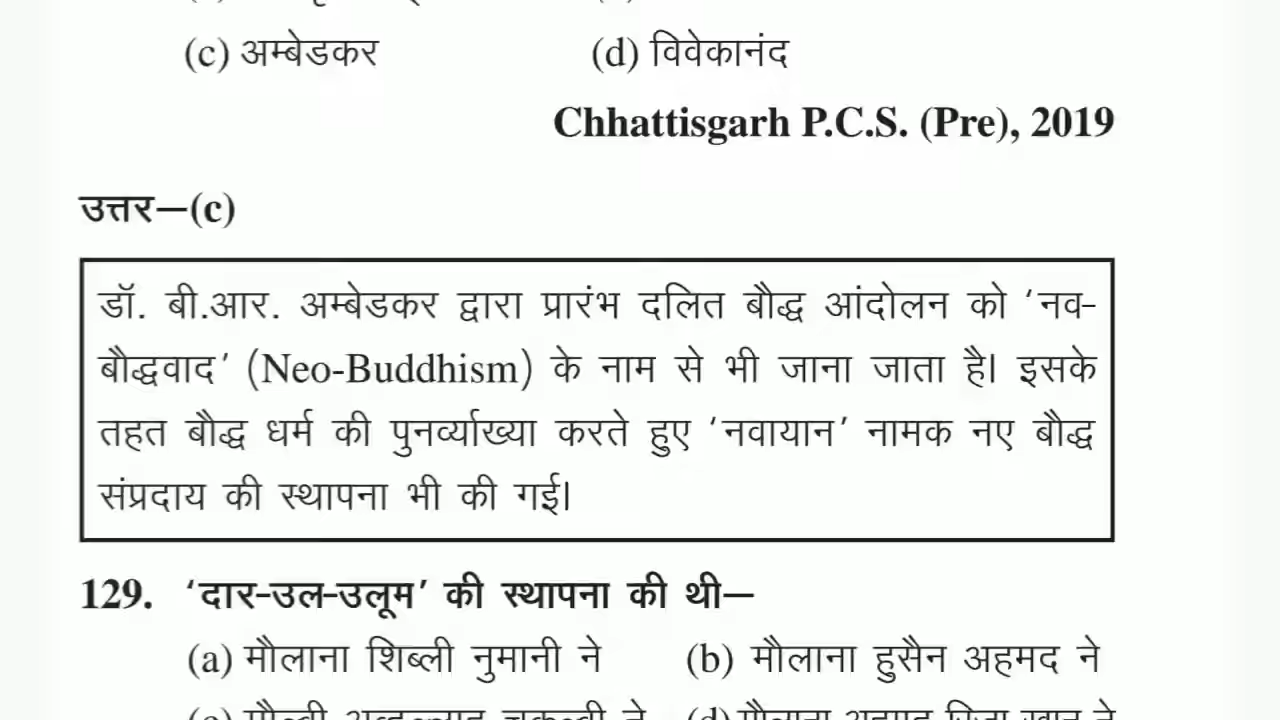 (c) अम्बेडकर (d) विवेकानंद
Chhattisgarh P.C.S. (Pre), 2019
उत्तर–(c)
डॉ. बी.आर. अम्बेडकर द्वारा प्रारंभ दलित बौद्ध आंदोलन को ‘नव-
बौद्धवाद’ (Neo-Buddhism) के नाम से भी जाना जाता है। इसके
तहत बौद्ध धर्म की पुनर्व्याख्या करते हुए ‘नवायान’ नामक नए बौद्ध
संप्रदाय की स्थापना भी की गई।
129. ‘दार-उल-उलूम’ की स्थापना की थी–
(a) मौलाना शिब्ली नुमानी ने (b) मौलाना हुसैन अहमद ने